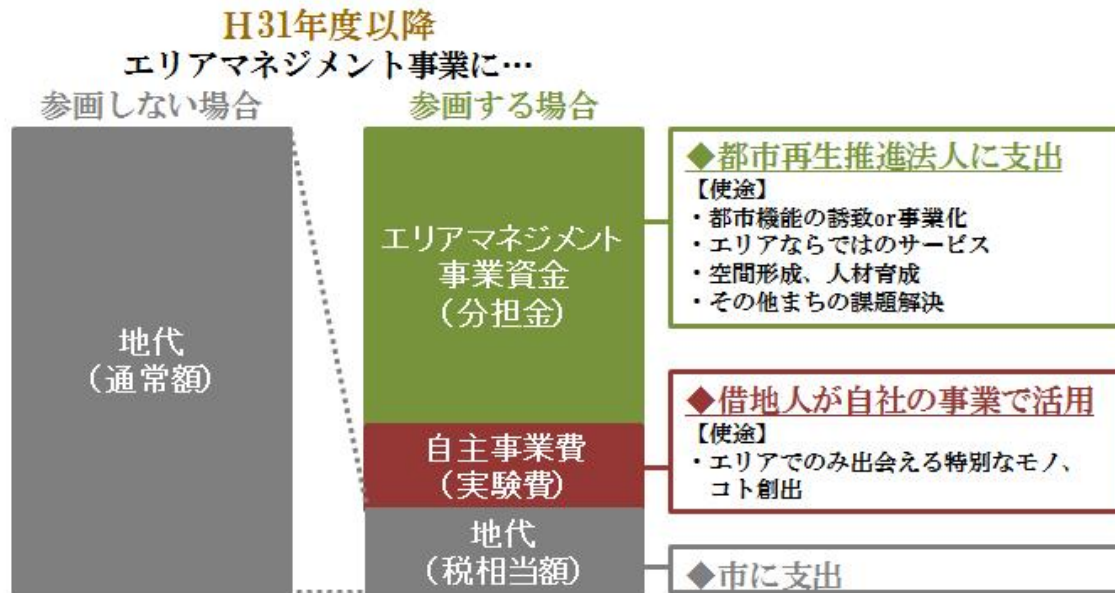 H31年度以降
エリアマネジメント事業に…
参画しない場合
参画する場合
地代
（通常額）
エリアマネジメント
事業資金
（分担金）
自主事業費
（実験費）
地代
（税相当額）
◆都市再生推進法人に支出
【使途】
・都市機能の誘致or事業化
・エリアならではのサービス
・空間形成、人材育成
・その他まちの課題解決
◆借地人が自社の事業で活用
【使途】
・エリアでのみ出会える特別なモノ、
コト創出
◆市に支出